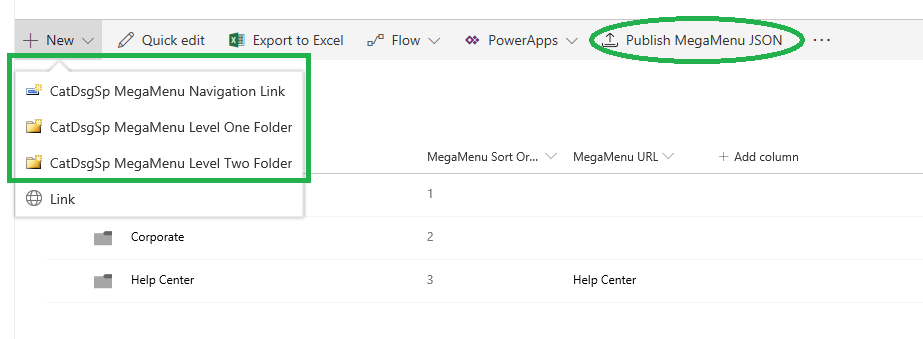 New Quick edit Export to Excel Flow PowerApps Publish MegaMenu JSON ...
CatDsgSp MegaMenu Navigation Link
CatDsgSp MegaMenu Level One Folder
CatDsgSp MegaMenu Level Two Folder
MegaMenu Sort Or... MegaMenu URL + Add column
Link
1
Corporate 2
Help Center 3 Help Center